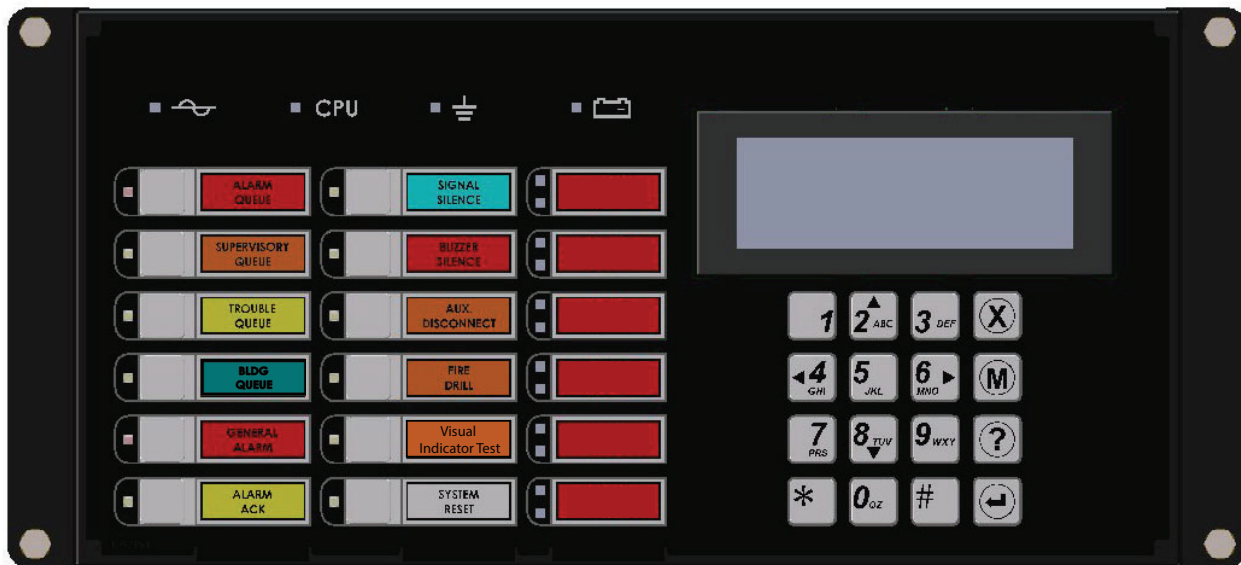 CPU
ALARM
QUEUE
SIGNAL
SILENCE
SUPERVISORY
QUEUE
BUZZER
SILENCE
TROUBLE
QUEUE
AUX.
DISCONNECT
BLDG
QUEUE
FIRE
DRILL
GENERAL
ALARM
Visual
Indicator Test
ALARM
ACK
SYSTEM
RESET
1
2 ABC
3 DEF
X
4
GHI
5
JKL
6
MNO
M
7
PRS
8 TUV
9 WXY
?
*
0 QZ
#